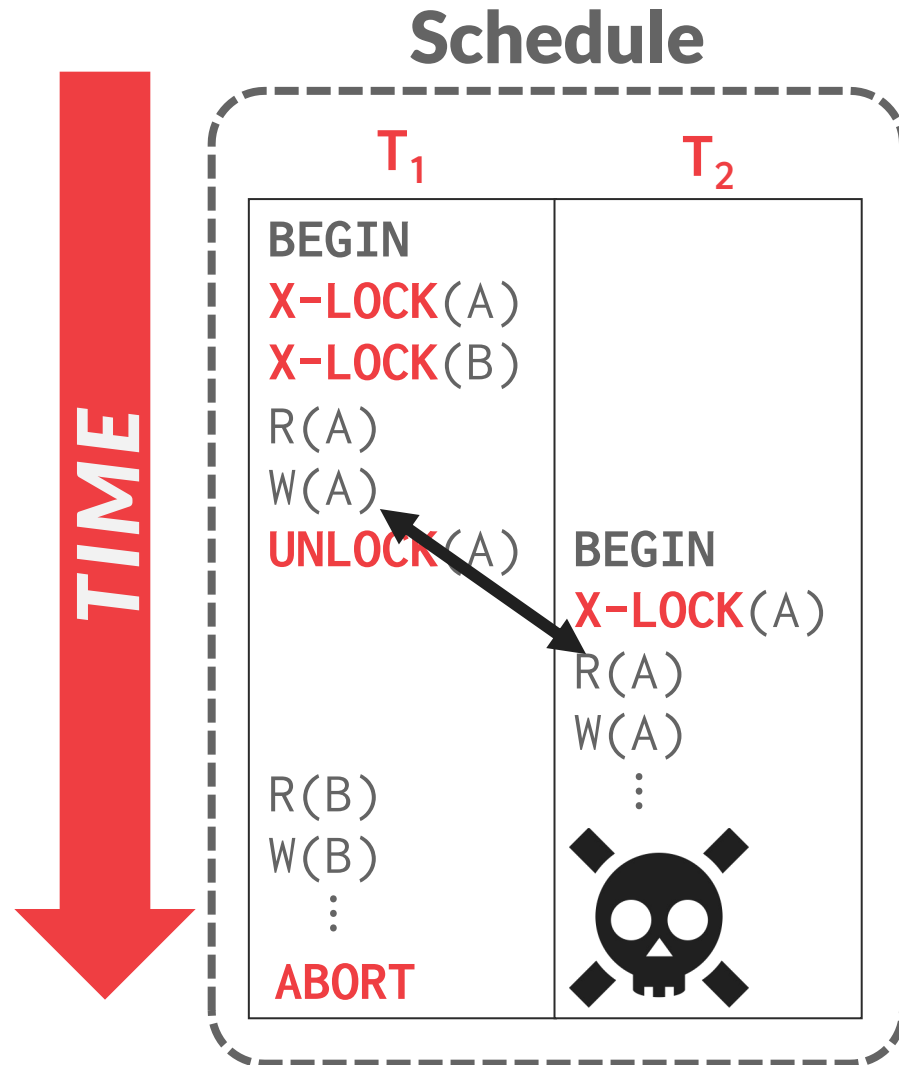 Schedule
TIME
T₁ T₂
BEGIN
X-LOCK(A)
X-LOCK(B)
R(A)
W(A)
UNLOCK(A) BEGIN
X-LOCK(A)
R(A)
W(A)
⋮
R(B)
W(B)
⋮
ABORT